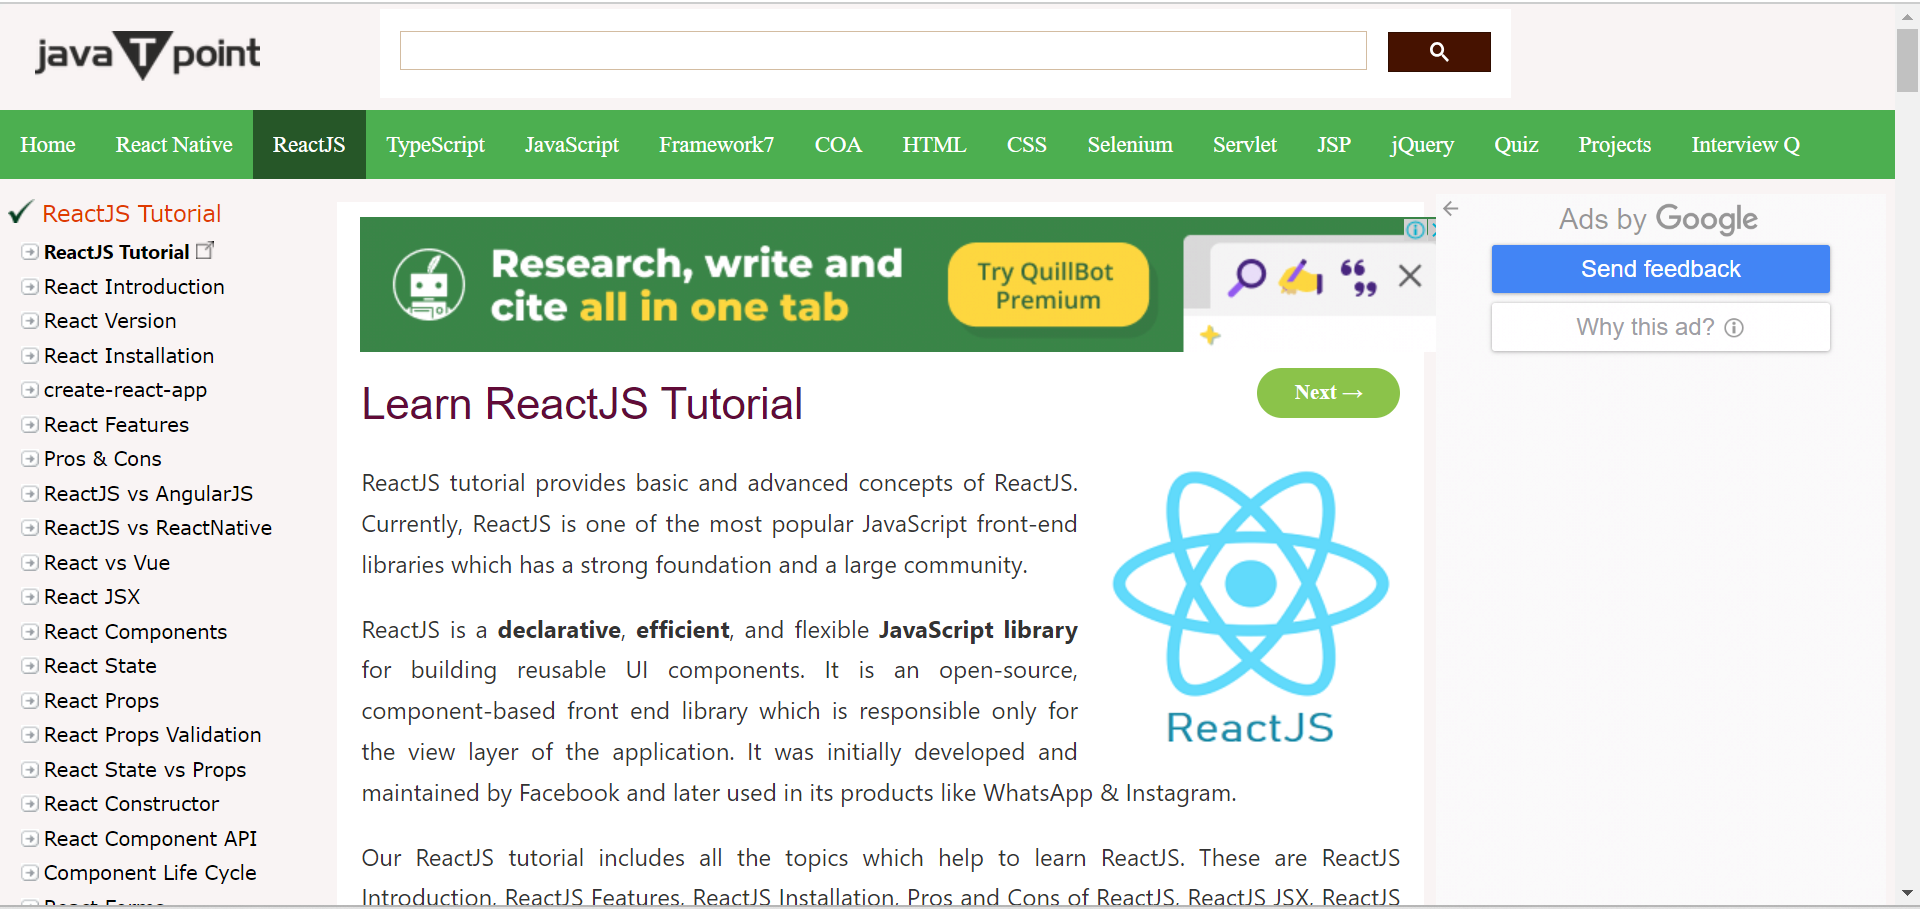 java T point
Home React Native ReactJS TypeScript JavaScript Framework7 COA HTML CSS Selenium Servlet JSP jQuery Quiz Projects Interview Q
ReactJS Tutorial
ReactJS Tutorial
React Introduction
React Version
React Installation
create-react-app
React Features
Pros & Cons
ReactJS vs AngularJS
ReactJS vs ReactNative
React vs Vue
React JSX
React Components
React State
React Props
React Props Validation
React State vs Props
React Constructor
React Component API
Component Life Cycle
React Forms
Research, write and
cite all in one tab
Try QuillBot
Premium
Learn ReactJS Tutorial
Next →
ReactJS tutorial provides basic and advanced concepts of ReactJS.
Currently, ReactJS is one of the most popular JavaScript front-end
libraries which has a strong foundation and a large community.
ReactJS is a declarative, efficient, and flexible JavaScript library
for building reusable UI components. It is an open-source,
component-based front end library which is responsible only for
the view layer of the application. It was initially developed and
maintained by Facebook and later used in its products like WhatsApp & Instagram.
ReactJS
Our ReactJS tutorial includes all the topics which help to learn ReactJS. These are ReactJS
Introduction, ReactJS Features, ReactJS Installation, Pros and Cons of ReactJS, ReactJS JSX, ReactJS
Ads by Google
Send feedback
Why this ad?